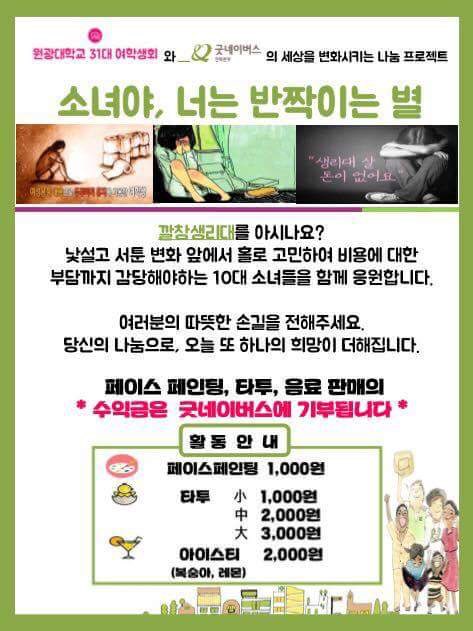 원광대학교 31대 여학생회 와 굿네이버스 의 세상을 변화시키는 나눔 프로젝트
전북본부
소녀야, 너는 반짝이는 별
"생리대 살
돈이 없어요"
깔창생리대를 아시나요?
낯설고 서툰 변화 앞에서 홀로 고민하여 비용에 대한
부담까지 감당해야하는 10대 소녀들을 함께 응원합니다.
여러분의 따뜻한 손길을 전해주세요.
당신의 나눔으로, 오늘 또 하나의 희망이 더해집니다.
페이스 페인팅, 타투, 음료 판매의
* 수익금은 굿네이버스에 기부됩니다 *
활동안내
페이스페인팅 1,000원
타투 小 1,000원
中 2,000원
大 3,000원
아이스티 2,000원
(복숭아, 레몬)